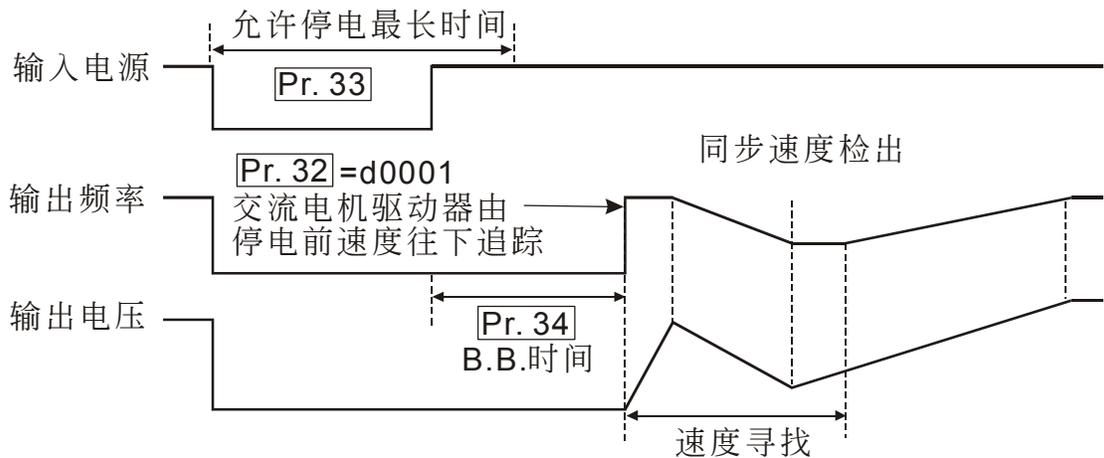 允许停电最长时间
输入电源
Pr. 33
同步速度检出
Pr. 32 =d0001
输出频率
交流电机驱动器由
停电前速度往下追踪
输出电压
Pr. 34
B.B.时间
速度寻找